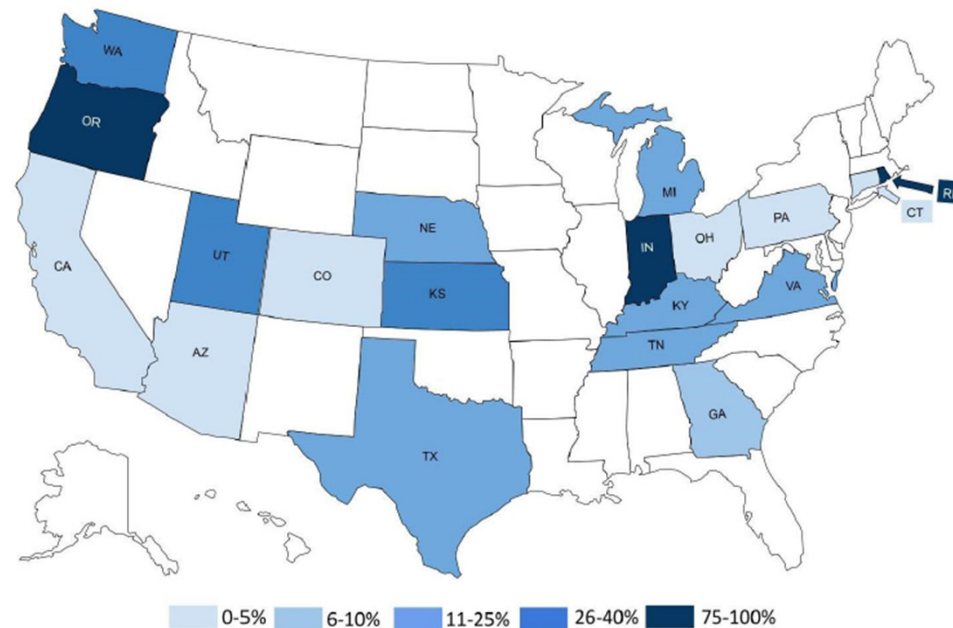 WA
OR
MI
RI
PA
CT
NE
OH
IN
UT
CA
CO
KS
VA
KY
TN
AZ
GA
TX
0-5%
6-10%
11-25%
26-40%
75-100%